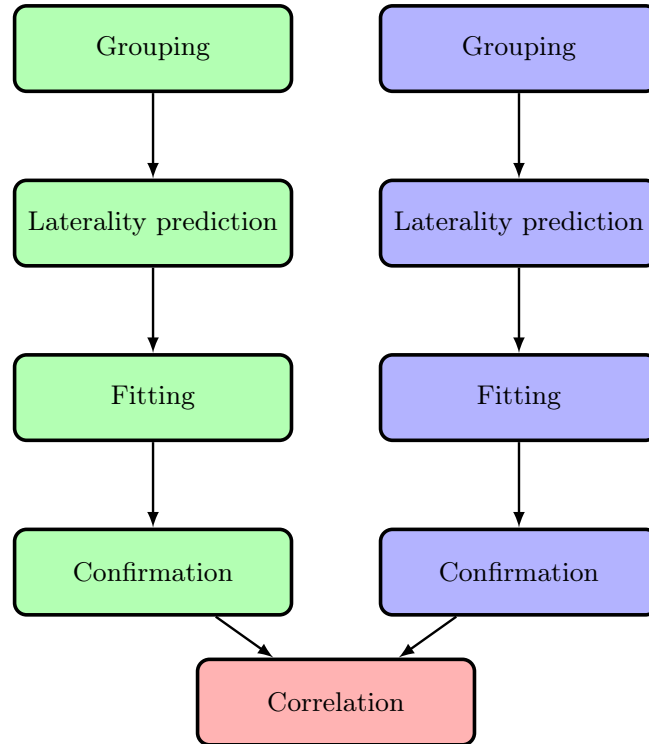 Grouping
Grouping
Laterality prediction
Laterality prediction
Fitting
Fitting
Confirmation
Confirmation
Correlation